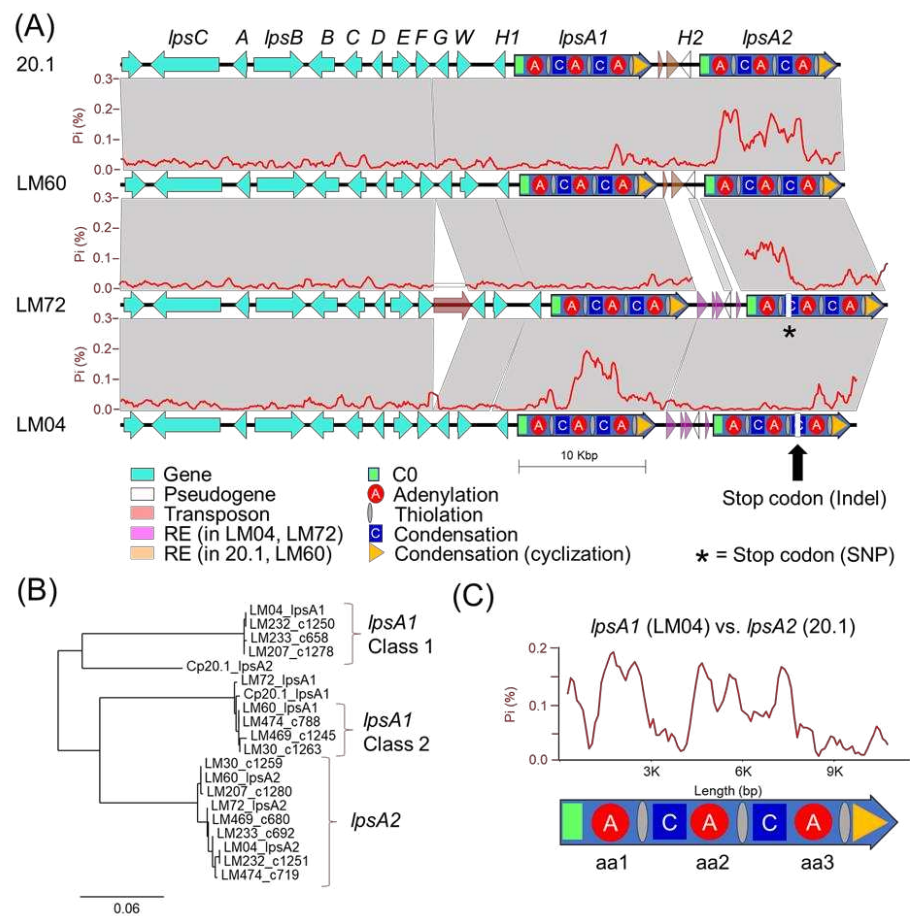 (A)
lpsC A lpsB B C D E F G W H1 lpsA1 H2 lpsA2
20.1
A C A C A A C A C A
0.3
0.2
0.1
0.0
Pi (%)
LM60
A C A C A A C A C A
0.3
0.2
0.1
0.0
Pi (%)
LM72
A C A C A A C A C A
*
0.3
0.2
0.1
0.0
Pi (%)
LM04
A C A C A A C A C A
10 Kbp
Stop codon (Indel)
* = Stop codon (SNP)
Gene
Pseudogene
Transposon
RE (in LM04, LM72)
RE (in 20.1, LM60)
C0
A Adenylation
Thiolation
C Condensation
Condensation (cyclization)
(B)
LM04_lpsA1
LM232_c1250
LM233_c658
LM207_c1278
lpsA1
Class 1
Cp20.1_lpsA2
LM72_lpsA1
Cp20.1_lpsA1
LM60_lpsA1
LM474_c788
LM469_c1245
LM30_c1263
lpsA1
Class 2
LM30_c1259
LM60_lpsA2
LM207_c1280
LM72_lpsA2
LM469_c680
LM233_c692
LM04_lpsA2
LM232_c1251
LM474_c719
lpsA2
0.06
(C)
lpsA1 (LM04) vs. lpsA2 (20.1)
0.2
0.1
0.0
Pi (%)
3K 6K 9K
Length (bp)
A C A C A
aa1 aa2 aa3